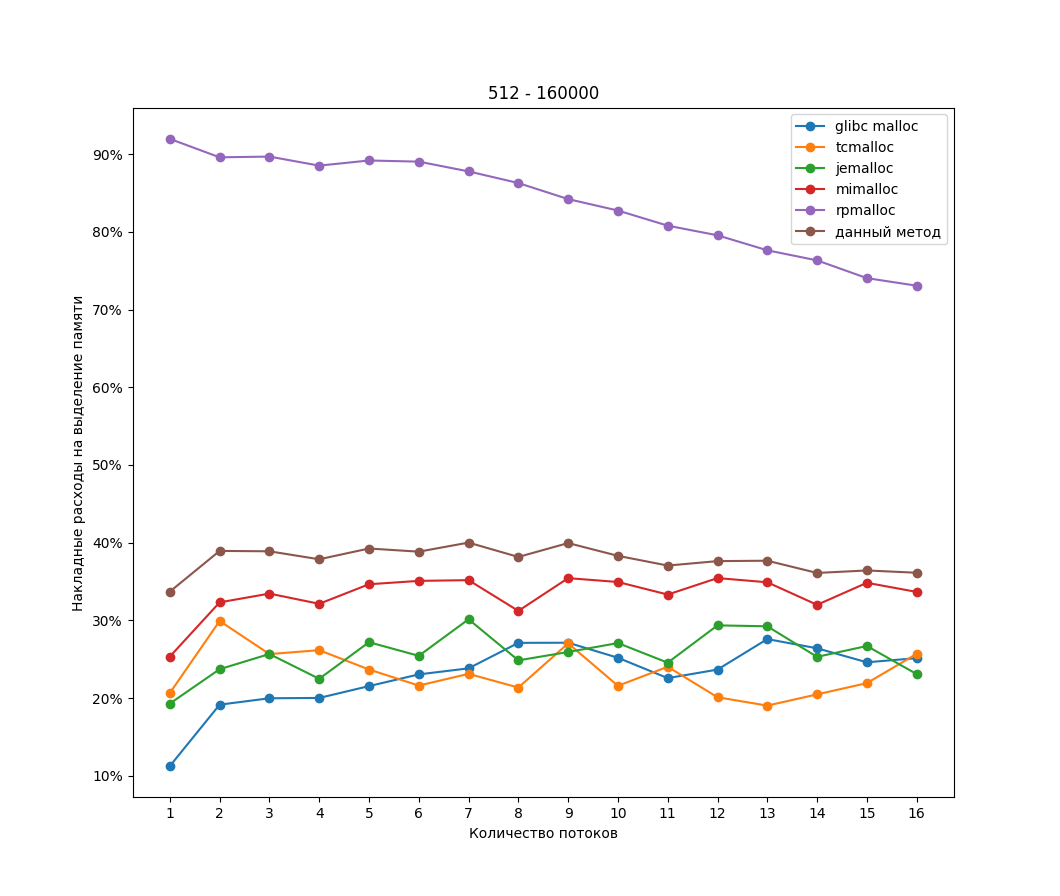 512 - 160000
glibc malloc
tcmalloc
jemalloc
mimalloc
rpmalloc
данный метод
90%
80%
70%
60%
50%
40%
30%
20%
10%
Накладные расходы на выделение памяти
1 2 3 4 5 6 7 8 9 10 11 12 13 14 15 16
Количество потоков